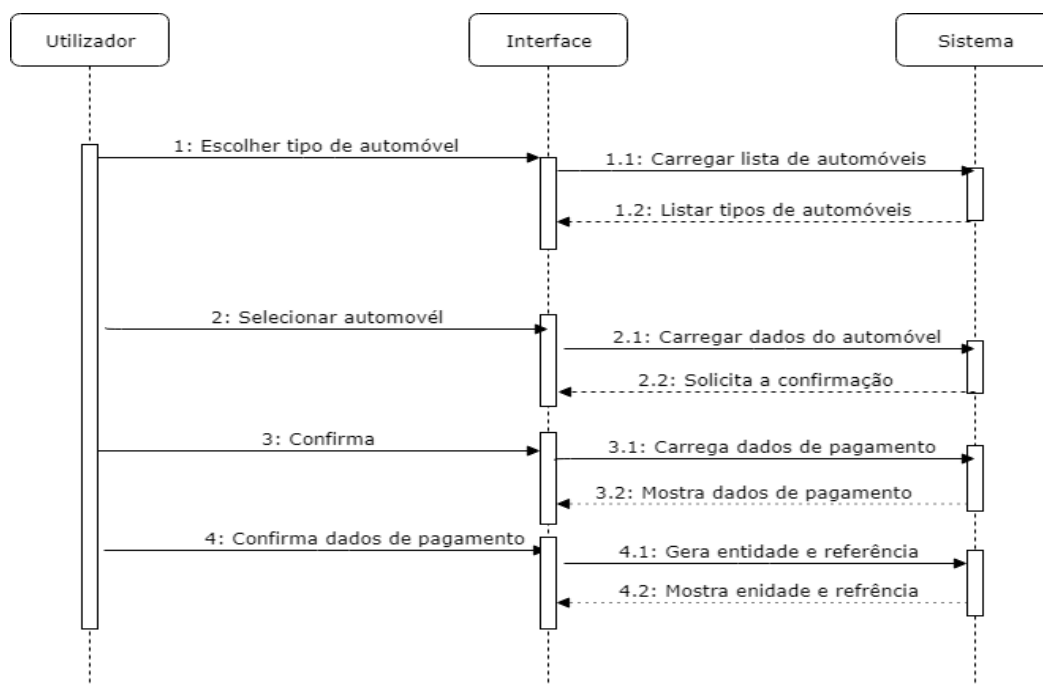 Utilizador
Interface
Sistema
1: Escolher tipo de automóvel
1.1: Carregar lista de automóveis
1.2: Listar tipos de automóveis
2: Selecionar automovél
2.1: Carregar dados do automóvel
2.2: Solicita a confirmação
3: Confirma
3.1: Carrega dados de pagamento
3.2: Mostra dados de pagamento
4: Confirma dados de pagamento
4.1: Gera entidade e referência
4.2: Mostra enidade e refrência